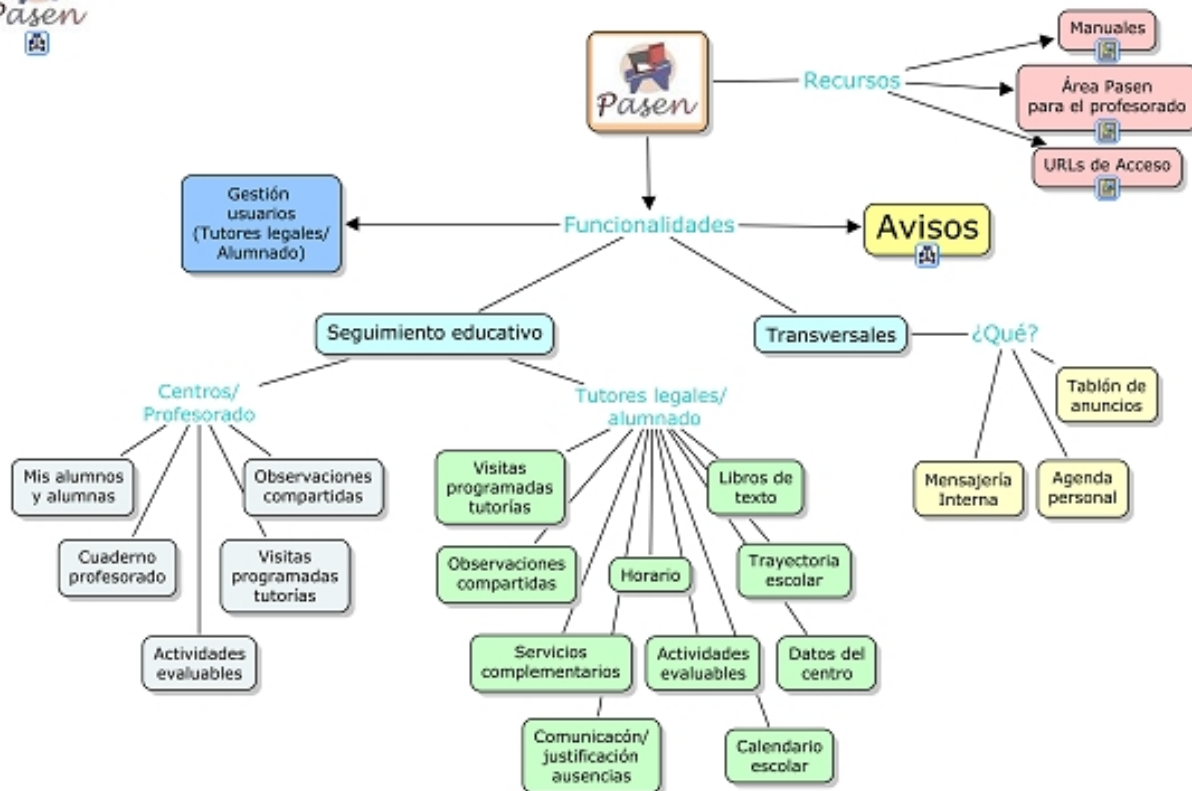 Pasen
Pasen
Recursos
Manuales
Área Pasen
para el profesorado
URLs de Acceso
Funcionalidades
Gestión
usuarios
(Tutores legales/
Alumnado)
Avisos
Seguimiento educativo
Transversales
¿Qué?
Centros/
Profesorado
Tutores legales/
alumnado
Tablón de
anuncios
Mensajería
Interna
Agenda
personal
Mis alumnos
y alumnas
Observaciones
compartidas
Cuaderno
profesorado
Visitas
programadas
tutorías
Actividades
evaluables
Visitas
programadas
tutorías
Libros de
texto
Observaciones
compartidas
Horario
Trayectoria
escolar
Servicios
complementarios
Actividades
evaluables
Datos del
centro
Comunicacón/
justificación
ausencias
Calendario
escolar